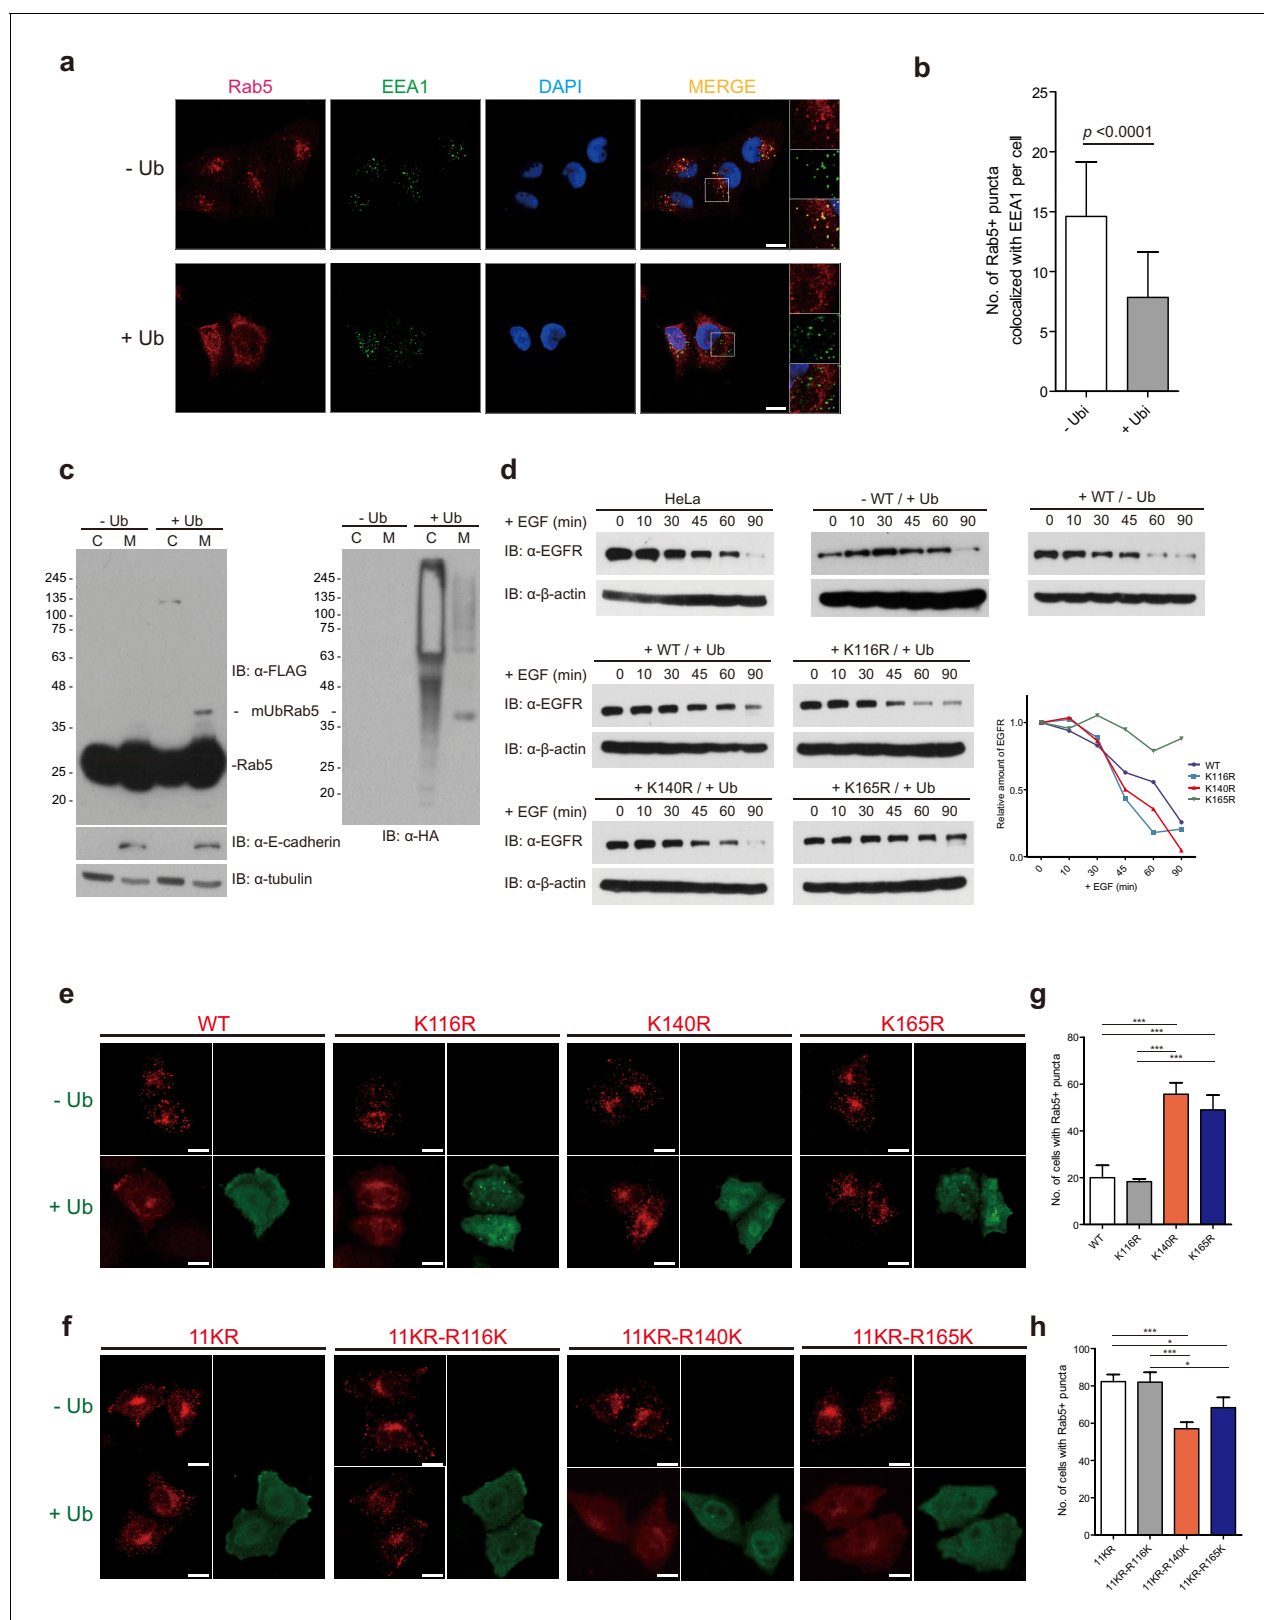 a
Rab5 EEA1 DAPI MERGE
- Ub
+ Ub
b
No. of Rab5+ puncta
colocalized with EEA1 per cell
25
20
15
10
5
0
p <0.0001
- Ubi
+ Ubi
c
- Ub + Ub
C M C M
245 -
135 -
100 -
75 -
63 -
48 -
35 -
25 -
20 -
IB: α-FLAG
- mUbRab5 -
-Rab5
IB: α-E-cadherin
IB: α-tubulin
- Ub + Ub
C M C M
245 -
135 -
100 -
75 -
63 -
48 -
35 -
25 -
20 -
IB: α-HA
d
HeLa
+ EGF (min) 0 10 30 45 60 90
IB: α-EGFR
IB: α-β-actin
- WT / + Ub
0 10 30 45 60 90
+ WT / - Ub
0 10 30 45 60 90
+ WT / + Ub
+ EGF (min) 0 10 30 45 60 90
IB: α-EGFR
IB: α-β-actin
+ K116R / + Ub
0 10 30 45 60 90
+ K140R / + Ub
+ EGF (min) 0 10 30 45 60 90
IB: α-EGFR
IB: α-β-actin
+ K165R / + Ub
0 10 30 45 60 90
Relative amount of EGFR
1.0
0.5
0.0
0 10 30 45 60 90
+ EGF (min)
WT
K116R
K140R
K165R
e
WT K116R K140R K165R
- Ub
+ Ub
g
No. of cells with Rab5+ puncta
80
60
40
20
0
***
***
***
***
WT K116R K140R K165R
f
11KR 11KR-R116K 11KR-R140K 11KR-R165K
- Ub
+ Ub
h
No. of cells with Rab5+ puncta
100
80
60
40
20
0
***
*
***
*
11KR 11KR-R116K 11KR-R140K 11KR-R165K